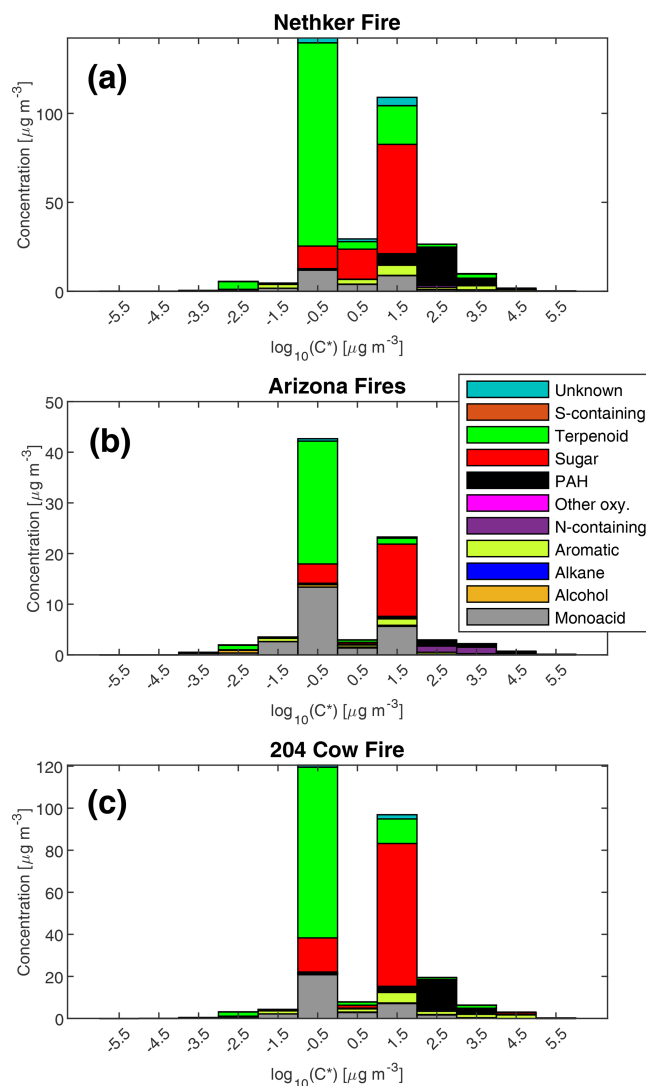 Nethker Fire
(a)
Concentration [μg m-3]
100
50
0
-5.5 -4.5 -3.5 -2.5 -1.5 -0.5 0.5 1.5 2.5 3.5 4.5 5.5
log10(C*) [μg m-3]
Arizona Fires
(b)
Concentration [μg m-3]
50
40
30
20
10
0
-5.5 -4.5 -3.5 -2.5 -1.5 -0.5 0.5 1.5 2.5 3.5 4.5 5.5
log10(C*) [μg m-3]
Unknown
S-containing
Terpenoid
Sugar
PAH
Other oxy.
N-containing
Aromatic
Alkane
Alcohol
Monoacid
204 Cow Fire
(c)
Concentration [μg m-3]
120
100
80
60
40
20
0
-5.5 -4.5 -3.5 -2.5 -1.5 -0.5 0.5 1.5 2.5 3.5 4.5 5.5
log10(C*) [μg m-3]